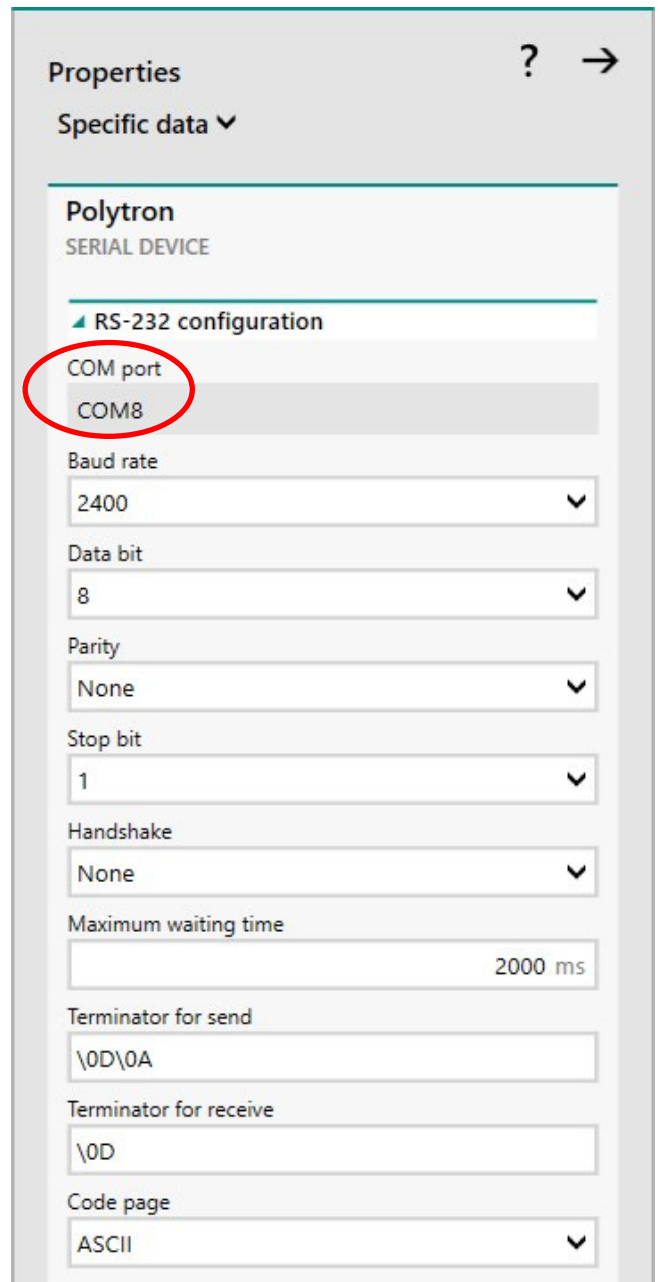 Properties ? →
Specific data
Polytron
SERIAL DEVICE
RS-232 configuration
COM port
COM8
Baud rate
2400
Data bit
8
Parity
None
Stop bit
1
Handshake
None
Maximum waiting time
2000 ms
Terminator for send
\0D\0A
Terminator for receive
\0D
Code page
ASCII